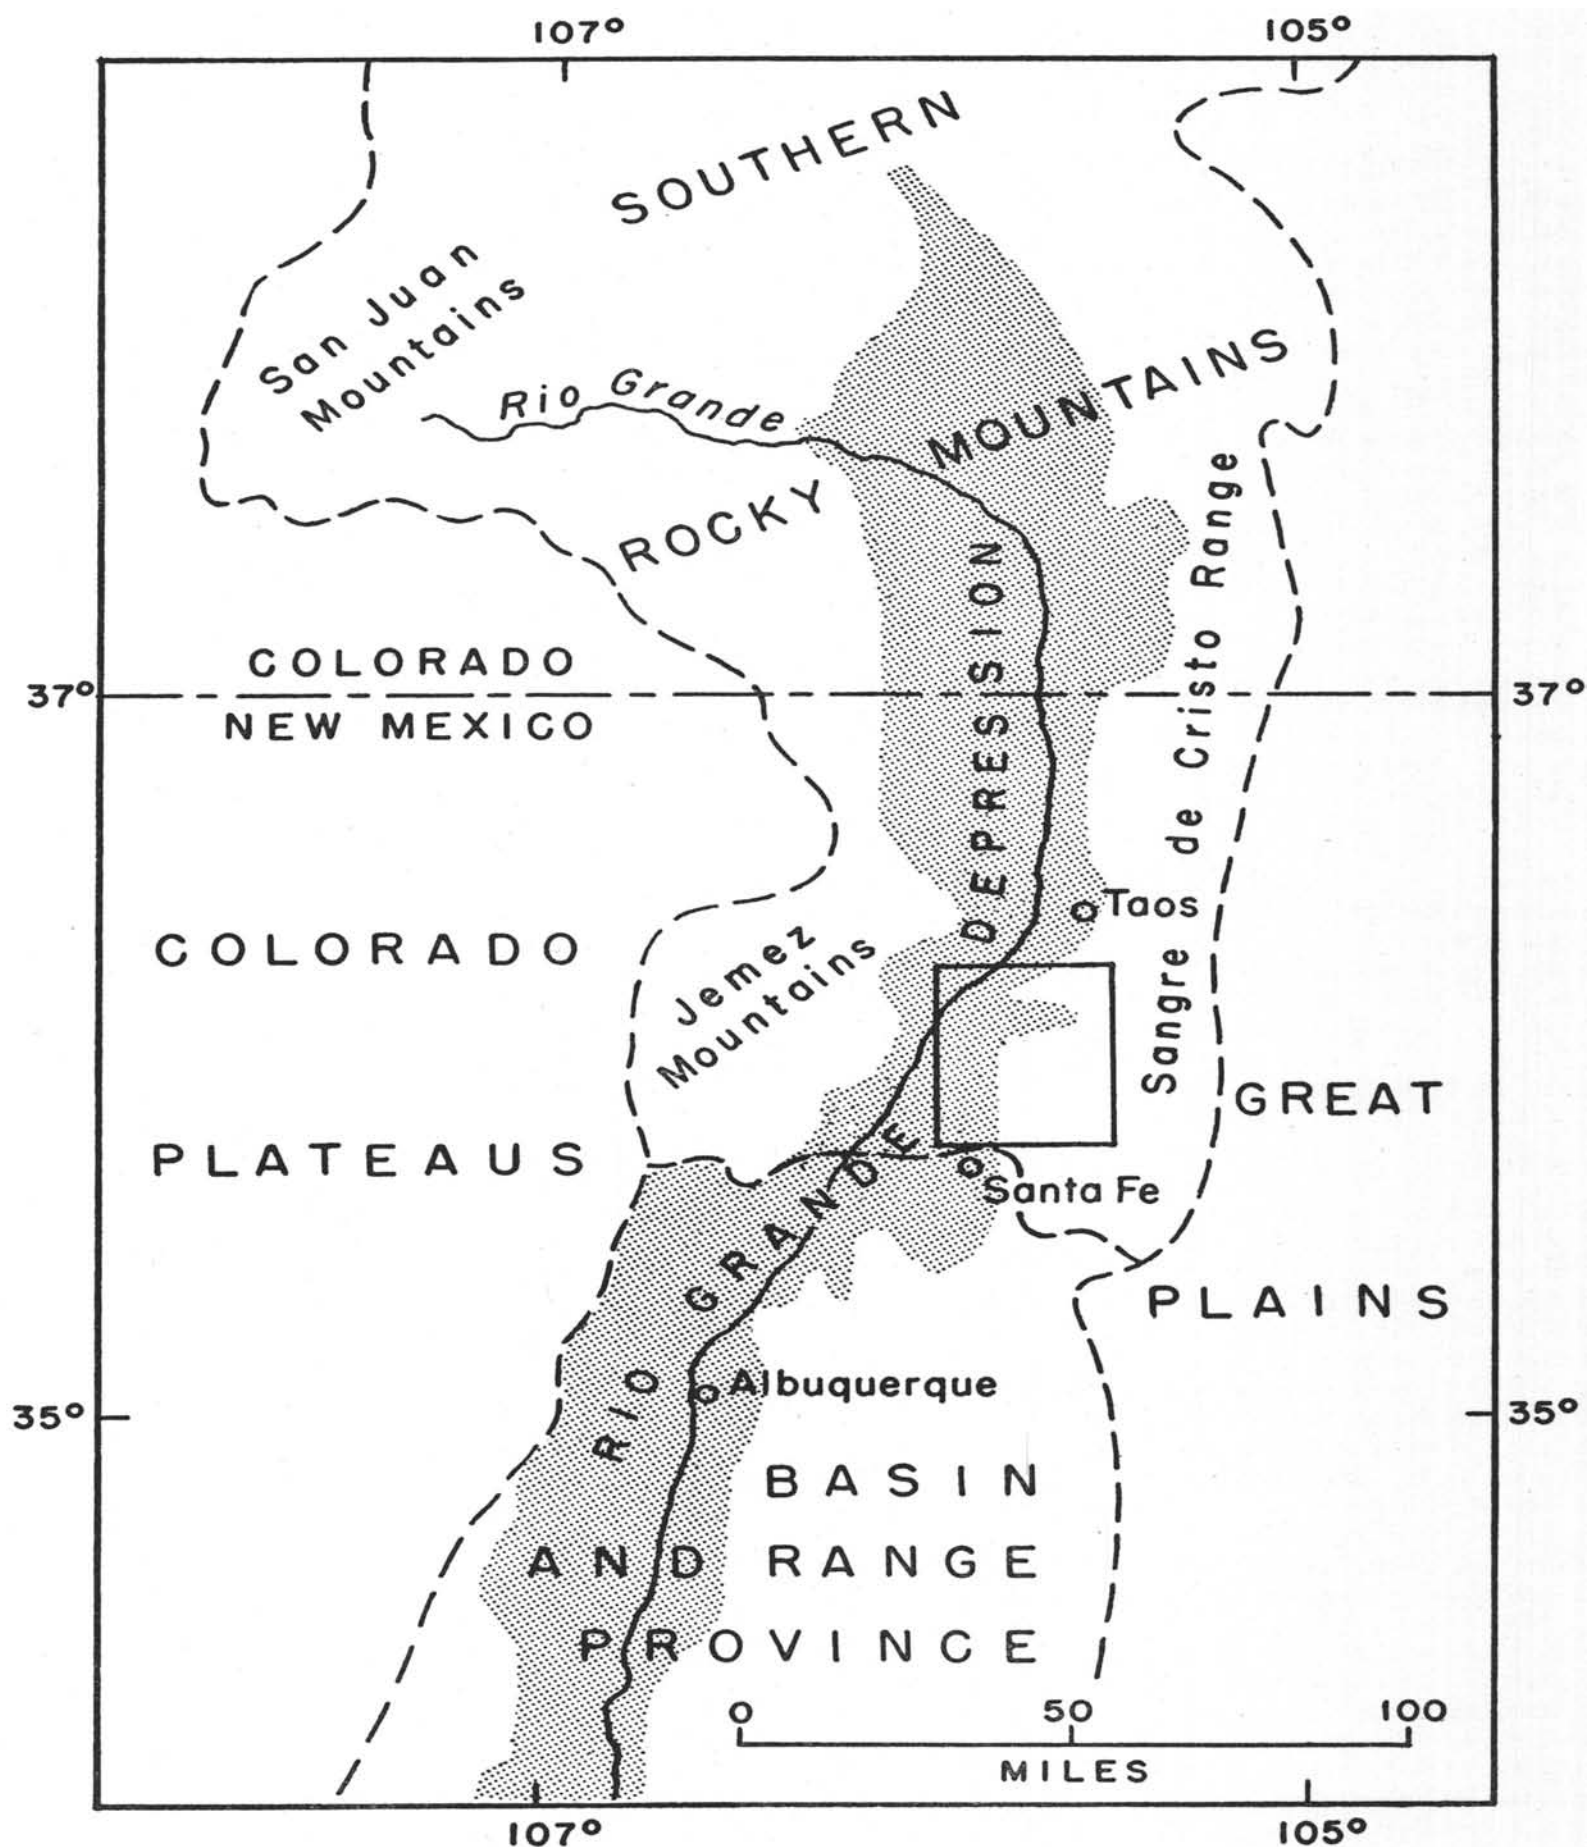 107° 105°
SOUTHERN
San Juan
Mountains
Rio Grande
MOUNTAINS
ROCKY
Sangre de Cristo Range
COLORADO
37° 37°
NEW MEXICO
RIO GRANDE DEPRESSION
Taos
COLORADO
Jemez
Mountains
GREAT
PLATEAUS
Santa Fe
PLAINS
Albuquerque
35° 35°
BASIN
AND RANGE
PROVINCE
0 50 100
MILES
107° 105°